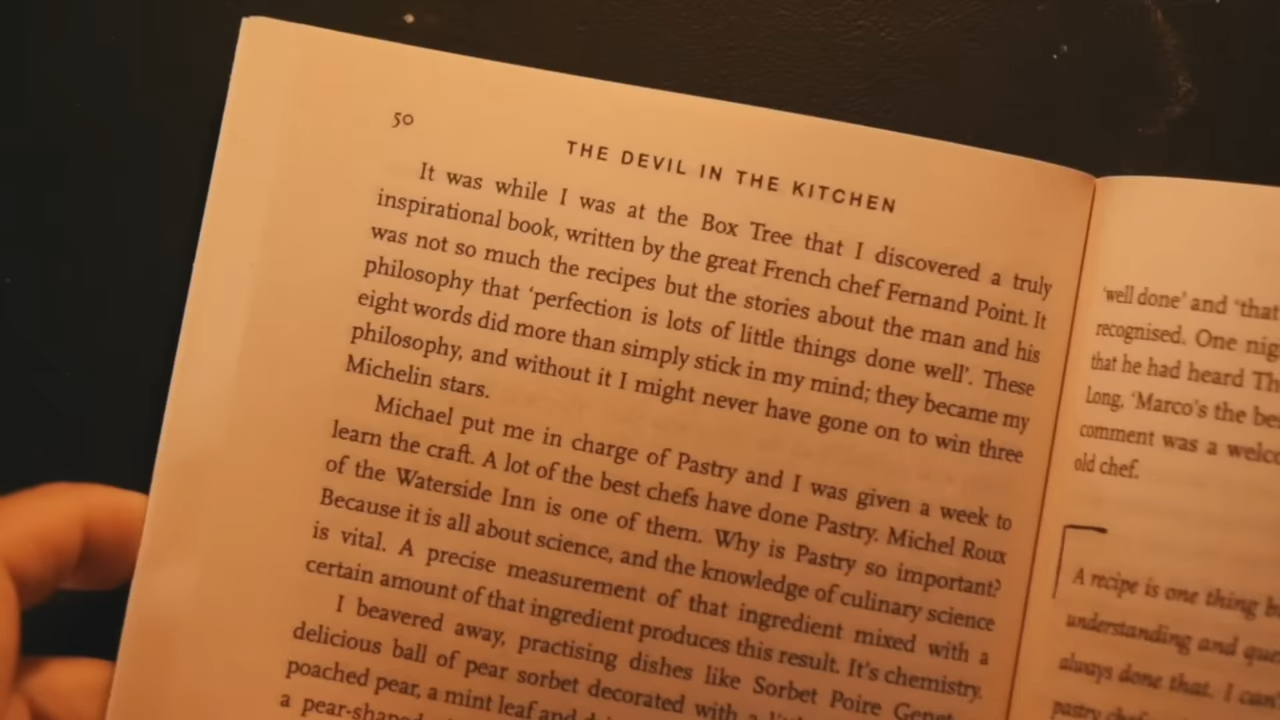 50
THE DEVIL IN THE KITCHEN
It was while I was at the Box Tree that I discovered a truly
inspirational book, written by the great French chef Fernand Point. It
was not so much the recipes but the stories about the man and his
philosophy that ‘perfection is lots of little things done well’. These
eight words did more than simply stick in my mind; they became my
philosophy, and without it I might never have gone on to win three
Michelin stars.
Michael put me in charge of Pastry and I was given a week to
learn the craft. A lot of the best chefs have done Pastry. Michel Roux
of the Waterside Inn is one of them. Why is Pastry so important?
Because it is all about science, and the knowledge of culinary science
is vital. A precise measurement of that ingredient mixed with a
certain amount of that ingredient produces this result. It’s chemistry.
I beavered away, practising dishes like Sorbet Poire
delicious ball of pear sorbet decorated with a
poached pear, a mint leaf and
a
‘well done’ and ‘that
recognised. One
that he had heard
Long, ‘Marco’s the
comment was a
old chef.
A recipe is one thing
understanding and
always done that. I
pastry